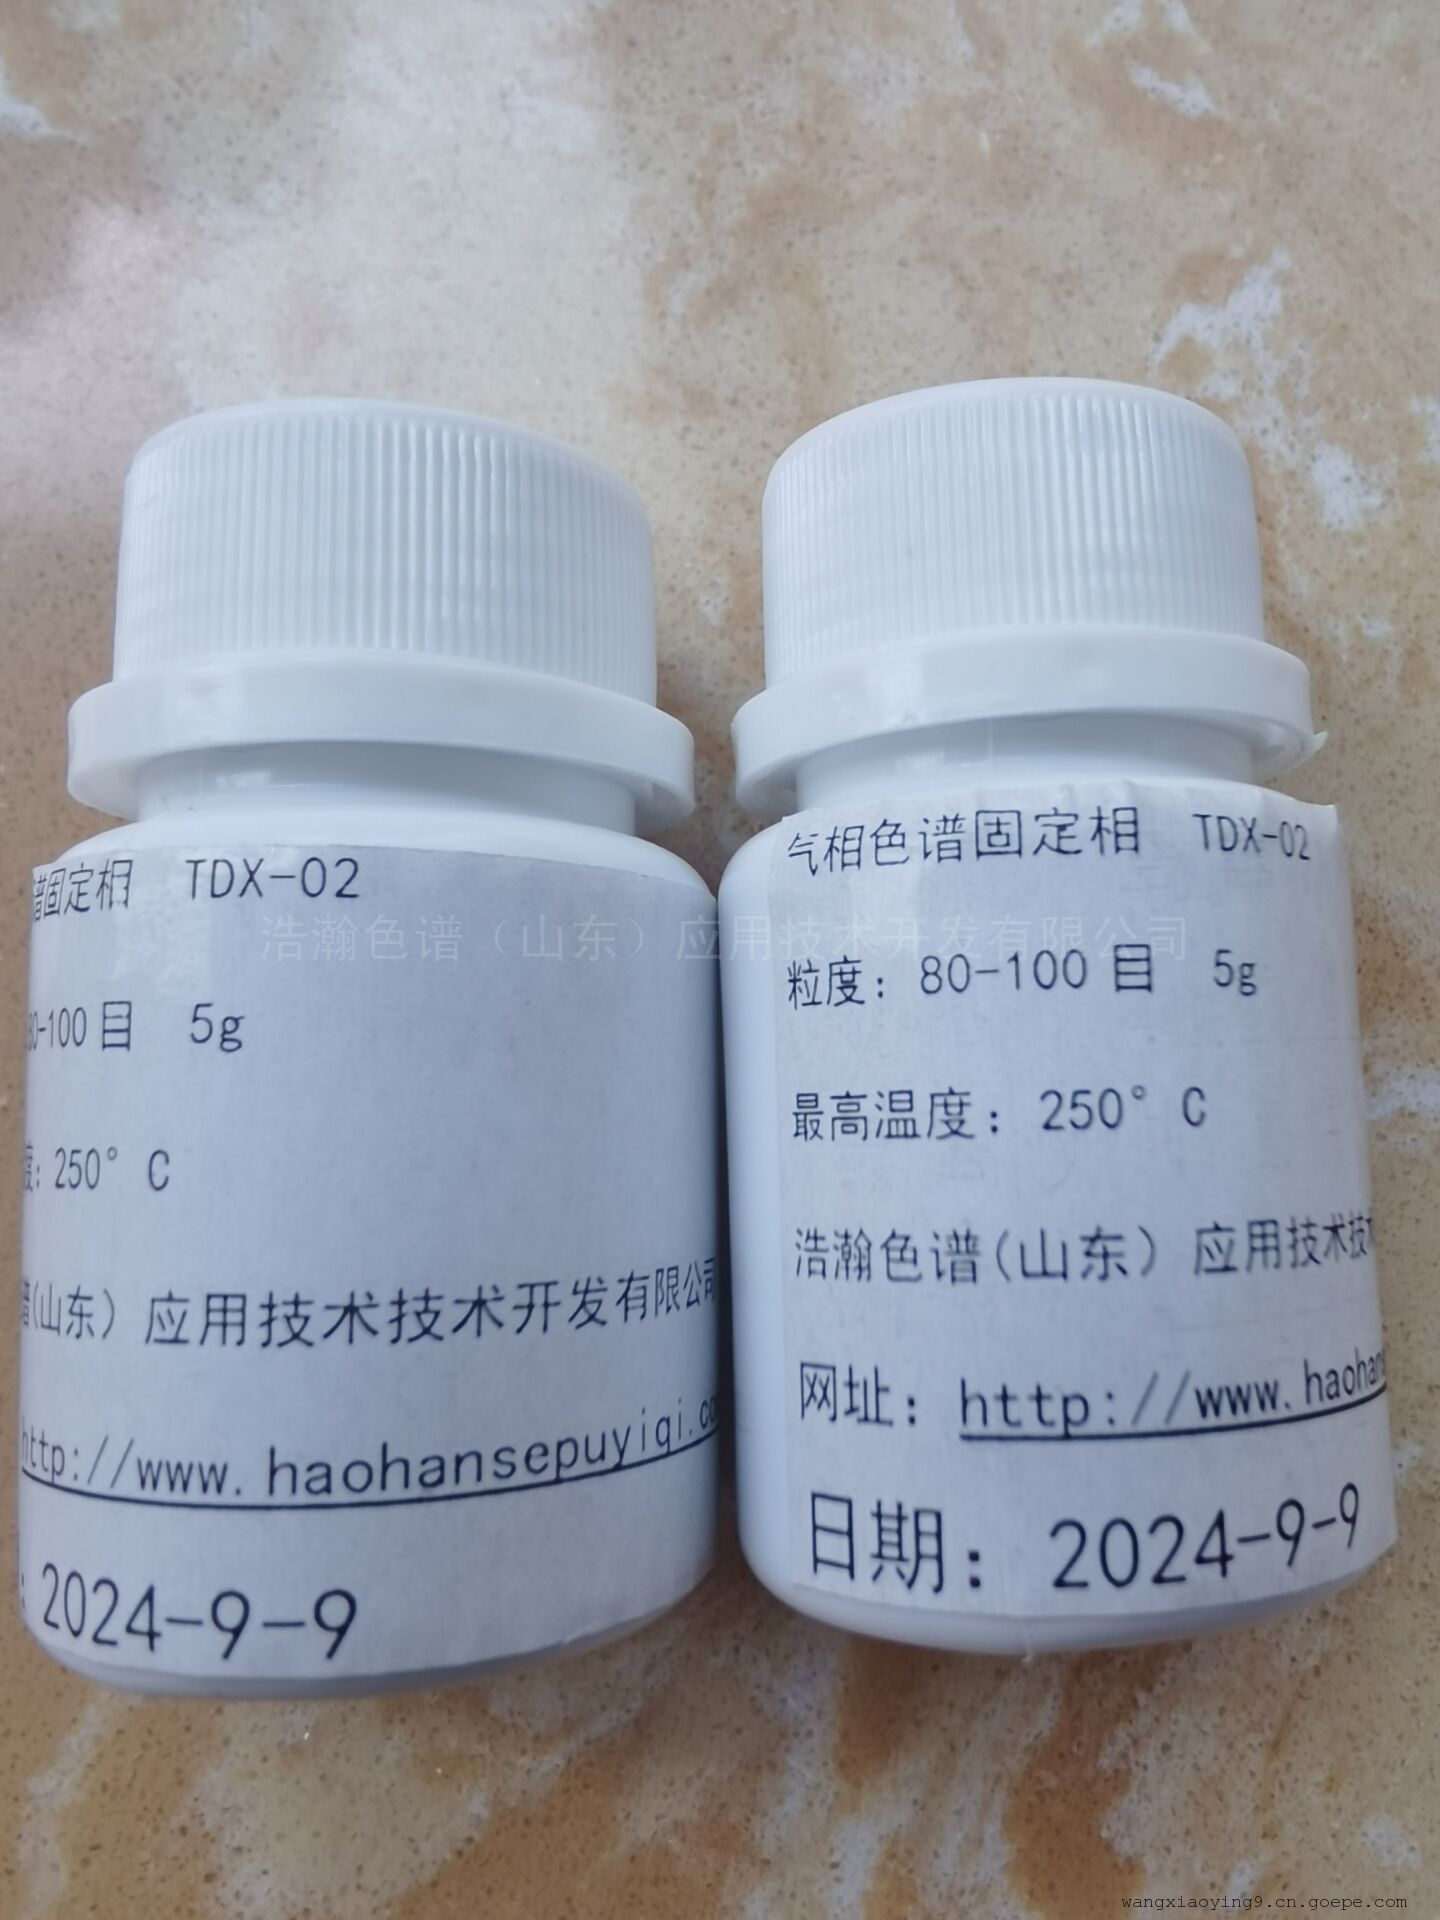 谱固定相 TDX-02
80-100 目 5g
度: 250° C
谱(山东) 应用技术技术开发有限公司
http://www.haohansepuyiqi.co
: 2024-9-9
气相色谱固定相 TDX-02
粒度: 80-100 目 5g
最高温度: 250° C
浩瀚色谱(山东) 应用技术技
网址: http://www.haohans
日期: 2024-9-9
浩瀚色谱（山东）应用技术开发有限公司
wangxiaoying9.cn.goepe.com